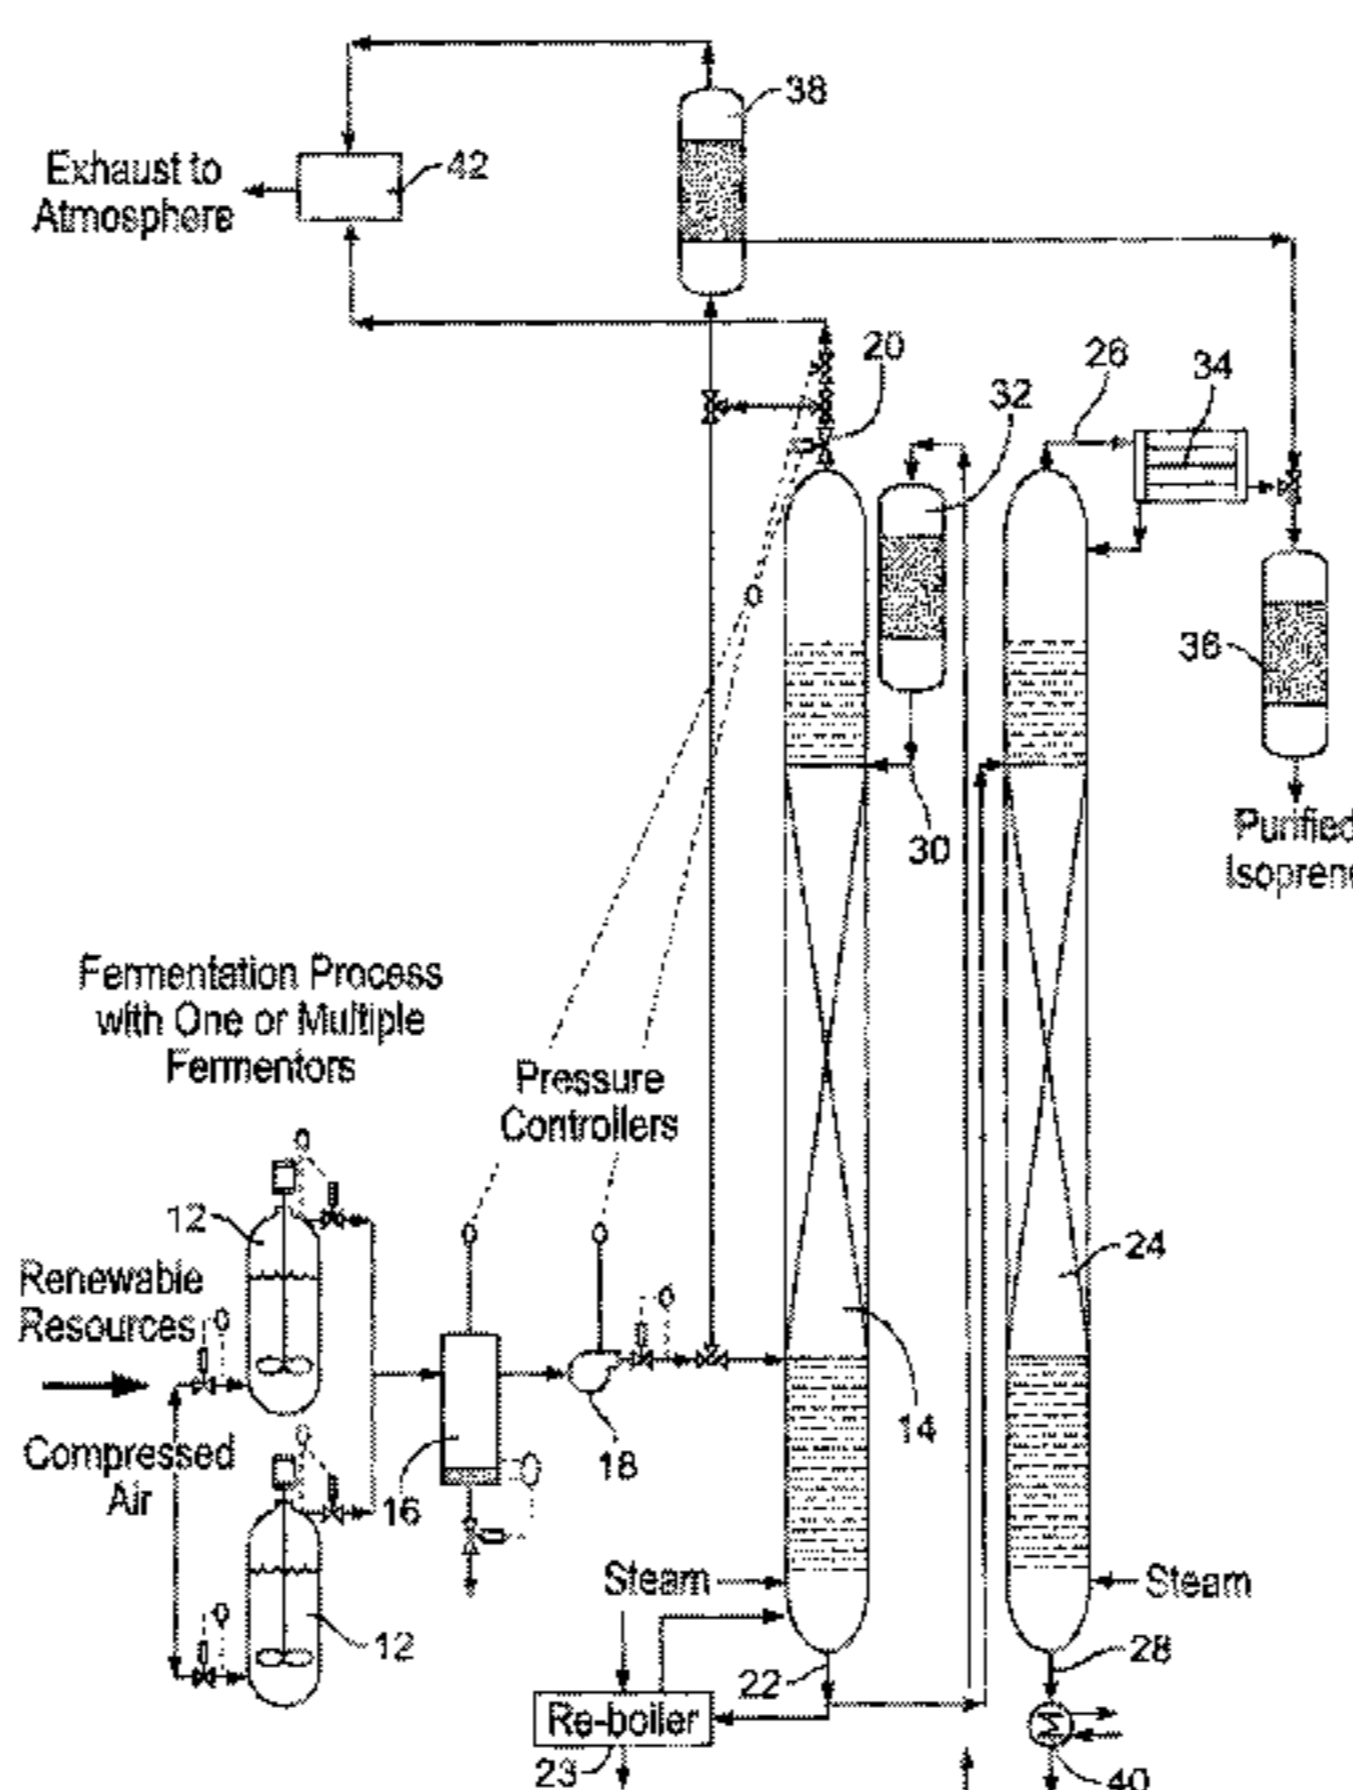 38
Exhaust to
Atmosphere
42
20
26
34
32
36
Purified
Isoprene
30
Fermentation Process
with One or Multiple
Fermentors
Pressure
Controllers
12
Renewable
Resources
24
14
Compressed
Air
16
18
Steam
Steam
12
22
28
Re-boiler
23
40